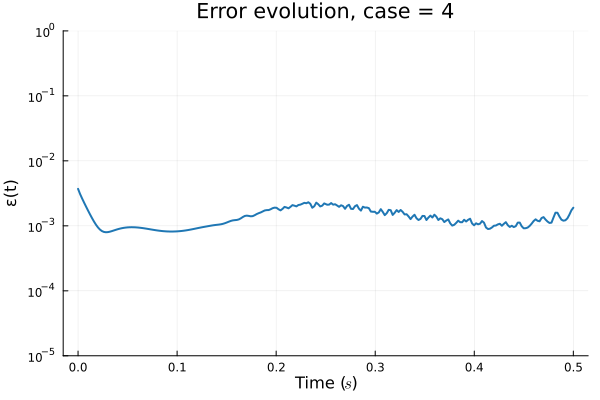 Error evolution, case = 4
10⁰
10⁻¹
10⁻²
10⁻³
10⁻⁴
10⁻⁵
ε(t)
0.0 0.1 0.2 0.3 0.4 0.5
Time (s)